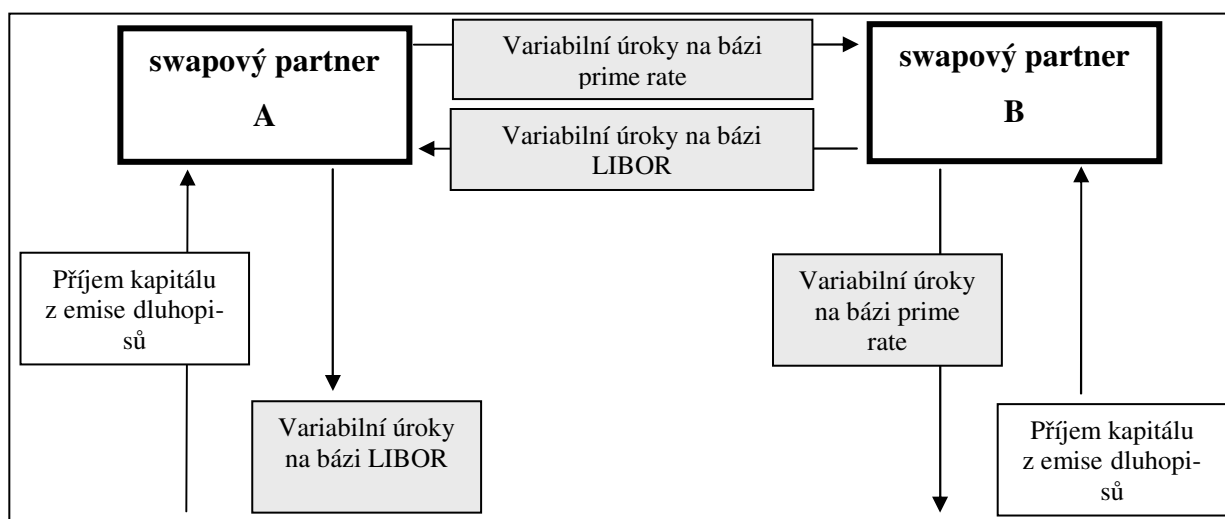 swapový partner
A
Variabilní úroky na bázi
prime rate
swapový partner
B
Variabilní úroky na bázi
LIBOR
Příjem kapitálu
z emise dluhopi-
sů
Variabilní úroky
na bázi prime
rate
Variabilní úroky
na bázi LIBOR
Příjem kapitálu
z emise dluhopi-
sů